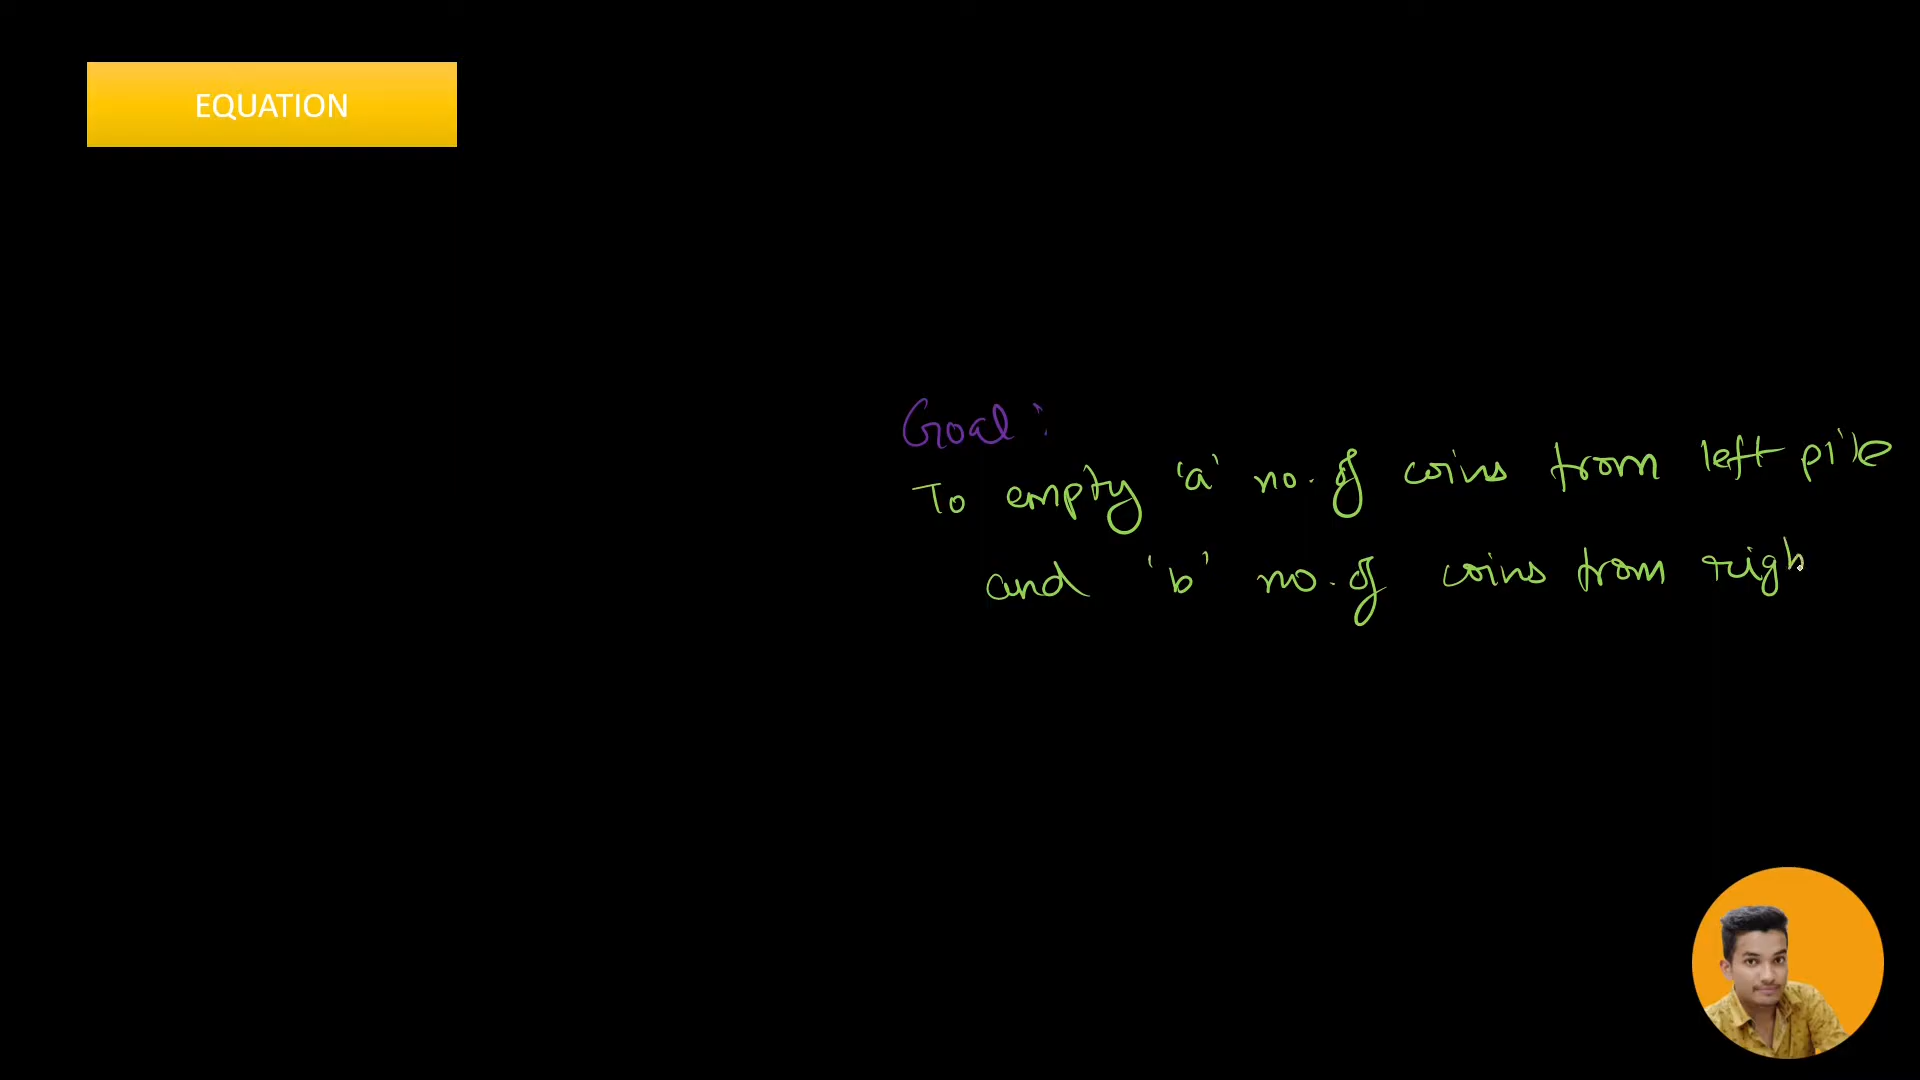 EQUATION
Goal:
To empty 'a' no. of coins from left pile
and 'b' no. of coins from righ